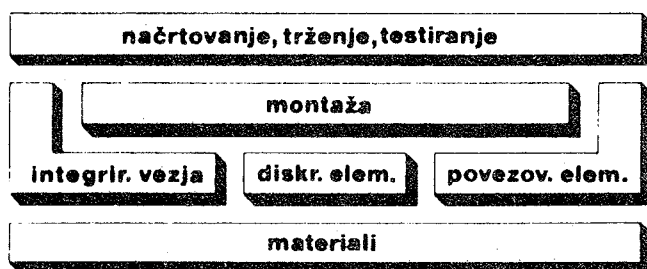 načrtovanje, trženje, testiranje
montaža
integrir. vezja diskr. elem. povezov. elem.
materiali